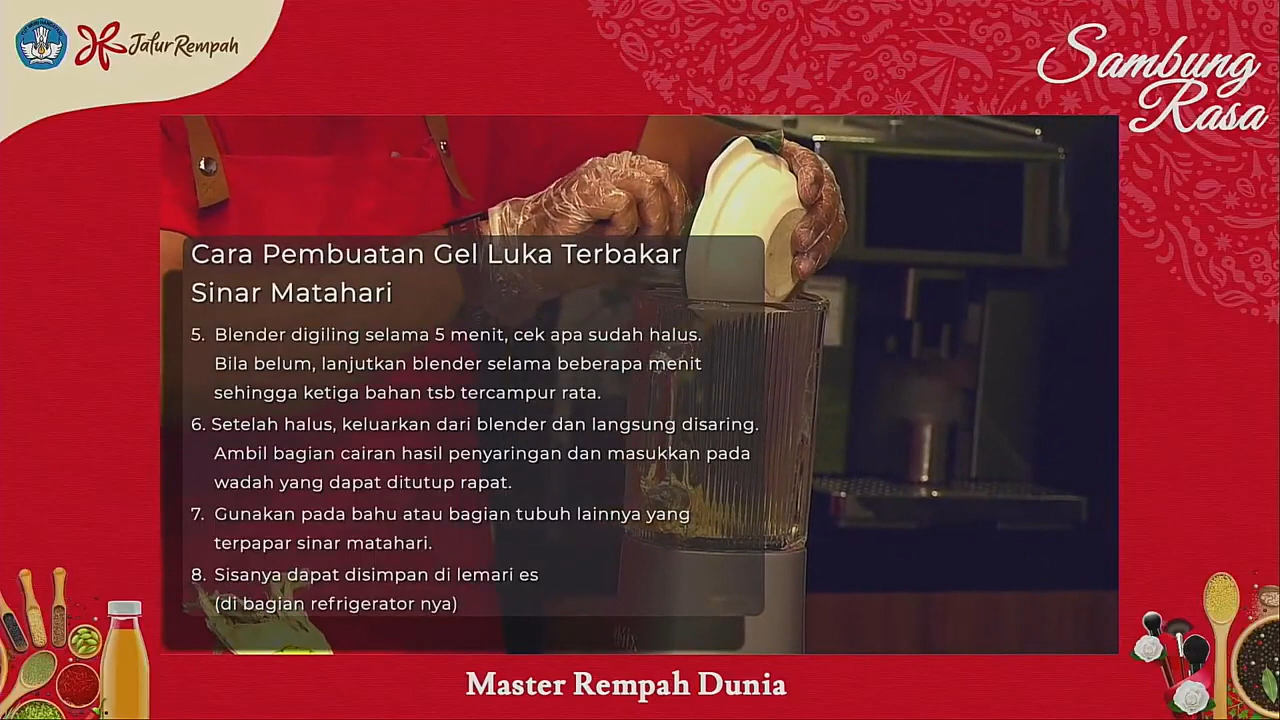 Jalur Rempah
Sambung
Rasa
Cara Pembuatan Gel Luka Terbakar
Sinar Matahari
5. Blender digiling selama 5 menit, cek apa sudah halus.
Bila belum, lanjutkan blender selama beberapa menit
sehingga ketiga bahan tsb tercampur rata.
6. Setelah halus, keluarkan dari blender dan langsung disaring.
Ambil bagian cairan hasil penyaringan dan masukkan pada
wadah yang dapat ditutup rapat.
7. Gunakan pada bahu atau bagian tubuh lainnya yang
terpapar sinar matahari.
8. Sisanya dapat disimpan di lemari es
(di bagian refrigerator nya)
Master Rempah Dunia